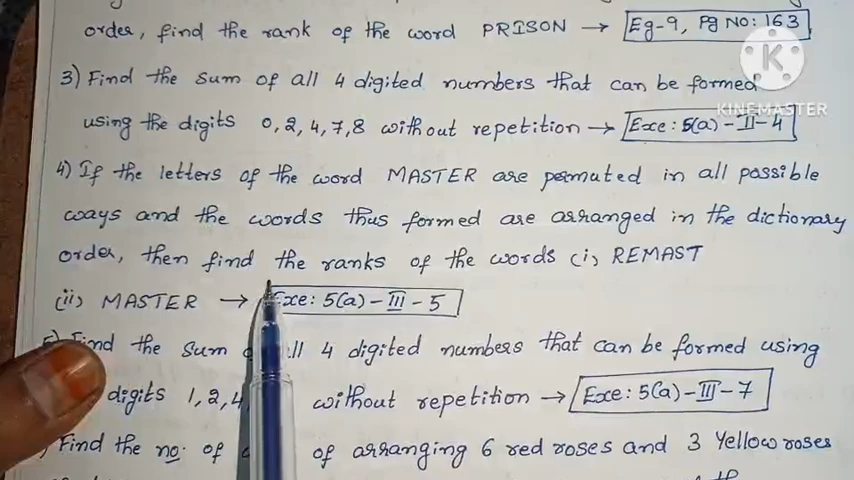 order, find the rank of the word PRISON → Eg-9, Pg No: 163
K
KINEMASTER
3) Find the sum of all 4 digited numbers that can be formed
using the digits 0, 2, 4, 7, 8 without repetition → Exe: 5(a) - II - 4
4) If the letters of the word MASTER are permuted in all possible
ways and the words thus formed are arranged in the dictionary
order, then find the ranks of the words (i) REMAST
(ii) MASTER → Exe: 5(a) - III - 5
Find the sum all 4 digited numbers that can be formed using
digits 1, 2, 4, without repetition → Exe: 5(a) - III - 7
Find the no: of of arranging 6 red roses and 3 Yellow roses